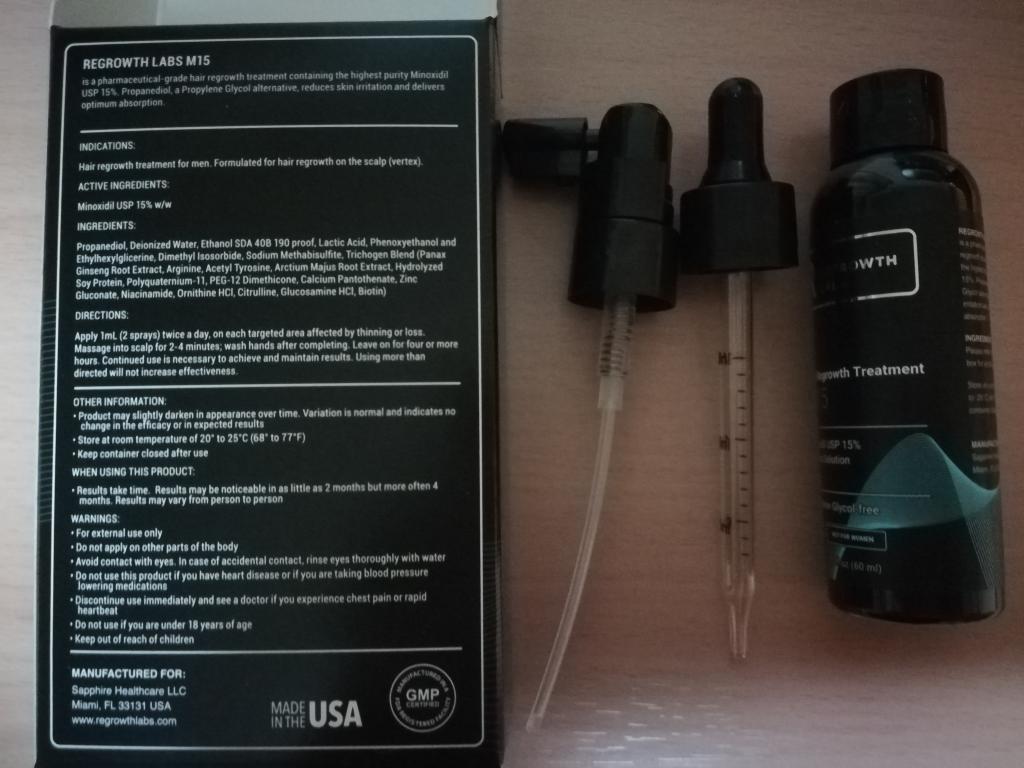 REGROWTH LABS M15
is a pharmaceutical-grade hair regrowth treatment containing the highest purity Minoxidil
USP 15%. Propanediol, a Propylene Glycol alternative, reduces skin irritation and delivers
optimum absorption.
INDICATIONS:
Hair regrowth treatment for men. Formulated for hair regrowth on the scalp (vertex).
ACTIVE INGREDIENTS:
Minoxidil USP 15% w/w
INGREDIENTS:
Propanediol, Deionized Water, Ethanol SDA 40B 190 proof, Lactic Acid, Phenoxyethanol and
Ethylhexylglycerine, Dimethyl Isosorbide, Sodium Methabisulfite, Trichogen Blend (Panax
Ginseng Root Extract, Arginine, Acetyl Tyrosine, Arctium Majus Root Extract, Hydrolyzed
Soy Protein, Polyquaternium-11, PEG-12 Dimethicone, Calcium Pantothenate, Zinc
Gluconate, Niacinamide, Ornithine HCl, Citrulline, Glucosamine HCl, Biotin)
DIRECTIONS:
Apply 1mL (2 sprays) twice a day, on each targeted area affected by thinning or loss.
Massage into scalp for 2-4 minutes; wash hands after completing. Leave on for four or more
hours. Continued use is necessary to achieve and maintain results. Using more than
directed will not increase effectiveness.
OTHER INFORMATION:
• Product may slightly darken in appearance over time. Variation is normal and indicates no
change in the efficacy or in expected results
• Store at room temperature of 20° to 25°C (68° to 77°F)
• Keep container closed after use
WHEN USING THIS PRODUCT:
• Results take time. Results may be noticeable in as little as 2 months but more often 4
months. Results may vary from person to person
WARNINGS:
• For external use only
• Do not apply on other parts of the body
• Avoid contact with eyes. In case of accidental contact, rinse eyes thoroughly with water
• Do not use this product if you have heart disease or if you are taking blood pressure
lowering medications
• Discontinue use immediately and see a doctor if you experience chest pain or rapid
heartbeat
• Do not use if you are under 18 years of age
• Keep out of reach of children
MANUFACTURED FOR:
Sapphire Healthcare LLC
Miami, FL 33131 USA
www.regrowthlabs.com
MADE
IN THE USA
MANUFACTURED IN A
GMP
CERTIFIED
FDA REGISTERED FACILITY
OWTH
growth Treatment
5
USP 15%
Solution
Glycol-free
NOT FOR WOMEN
oz (60 ml)